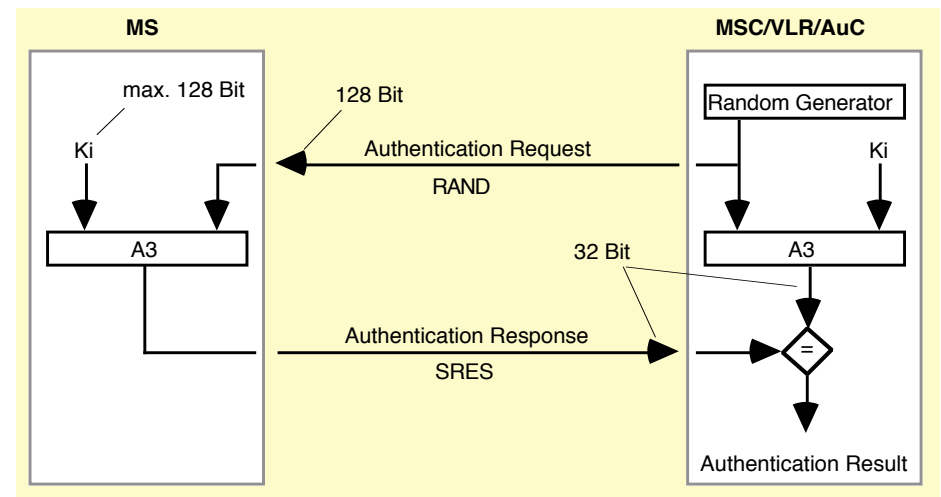 MS
MSC/VLR/AuC
max. 128 Bit
128 Bit
Random Generator
Ki
Authentication Request
Ki
RAND
A3
32 Bit
A3
Authentication Response
=
SRES
Authentication Result